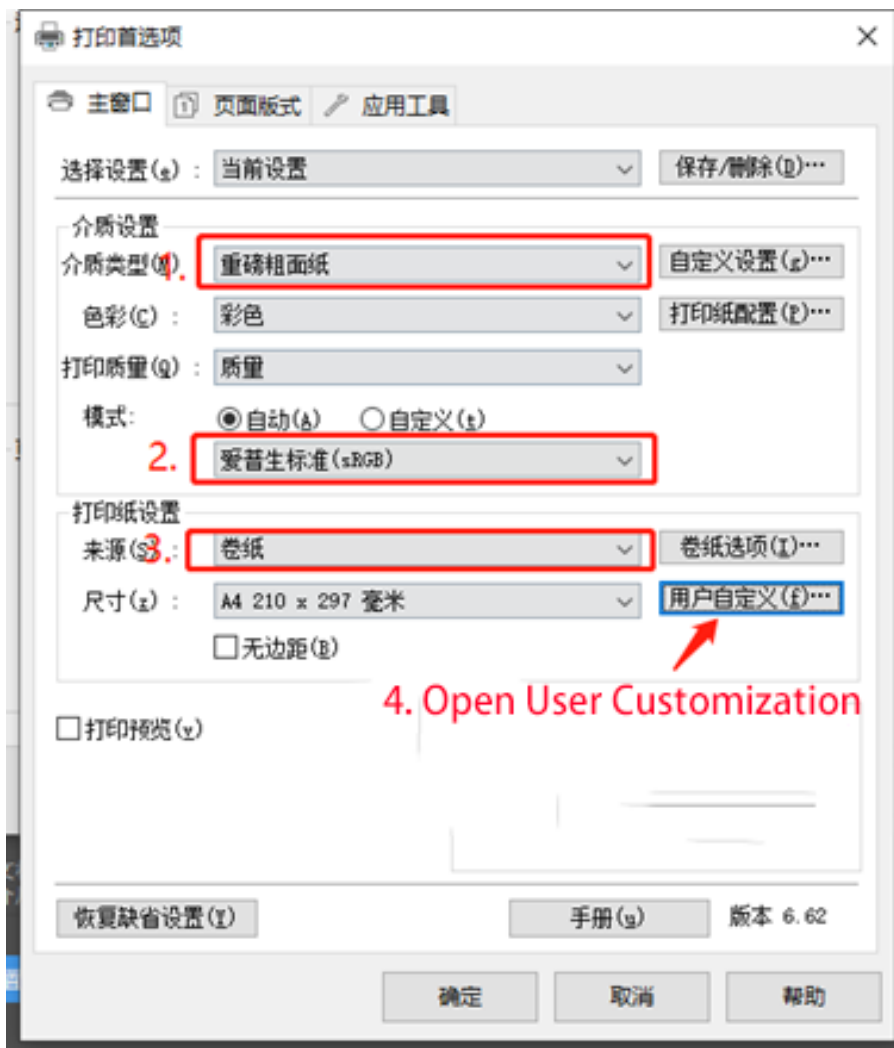 打印首选项
主窗口 页面版式 应用工具
选择设置(e) : 当前设置 保存/删除(D)…
介质设置
介质类型(M) 1. 重磅粗面纸 自定义设置(g)…
色彩(C) : 彩色 打印纸配置(P)…
打印质量(Q) : 质量
模式: 自动(A) 自定义(t)
2. 爱普生标准(sRGB)
打印纸设置
来源(S) 3. : 卷纸 卷纸选项(I)…
尺寸(z) : A4 210 x 297 毫米 用户自定义(f)…
无边距(B)
4. Open User Customization
打印预览(v)
恢复缺省设置(Y) 手册(u) 版本 6.62
确定 取消 帮助